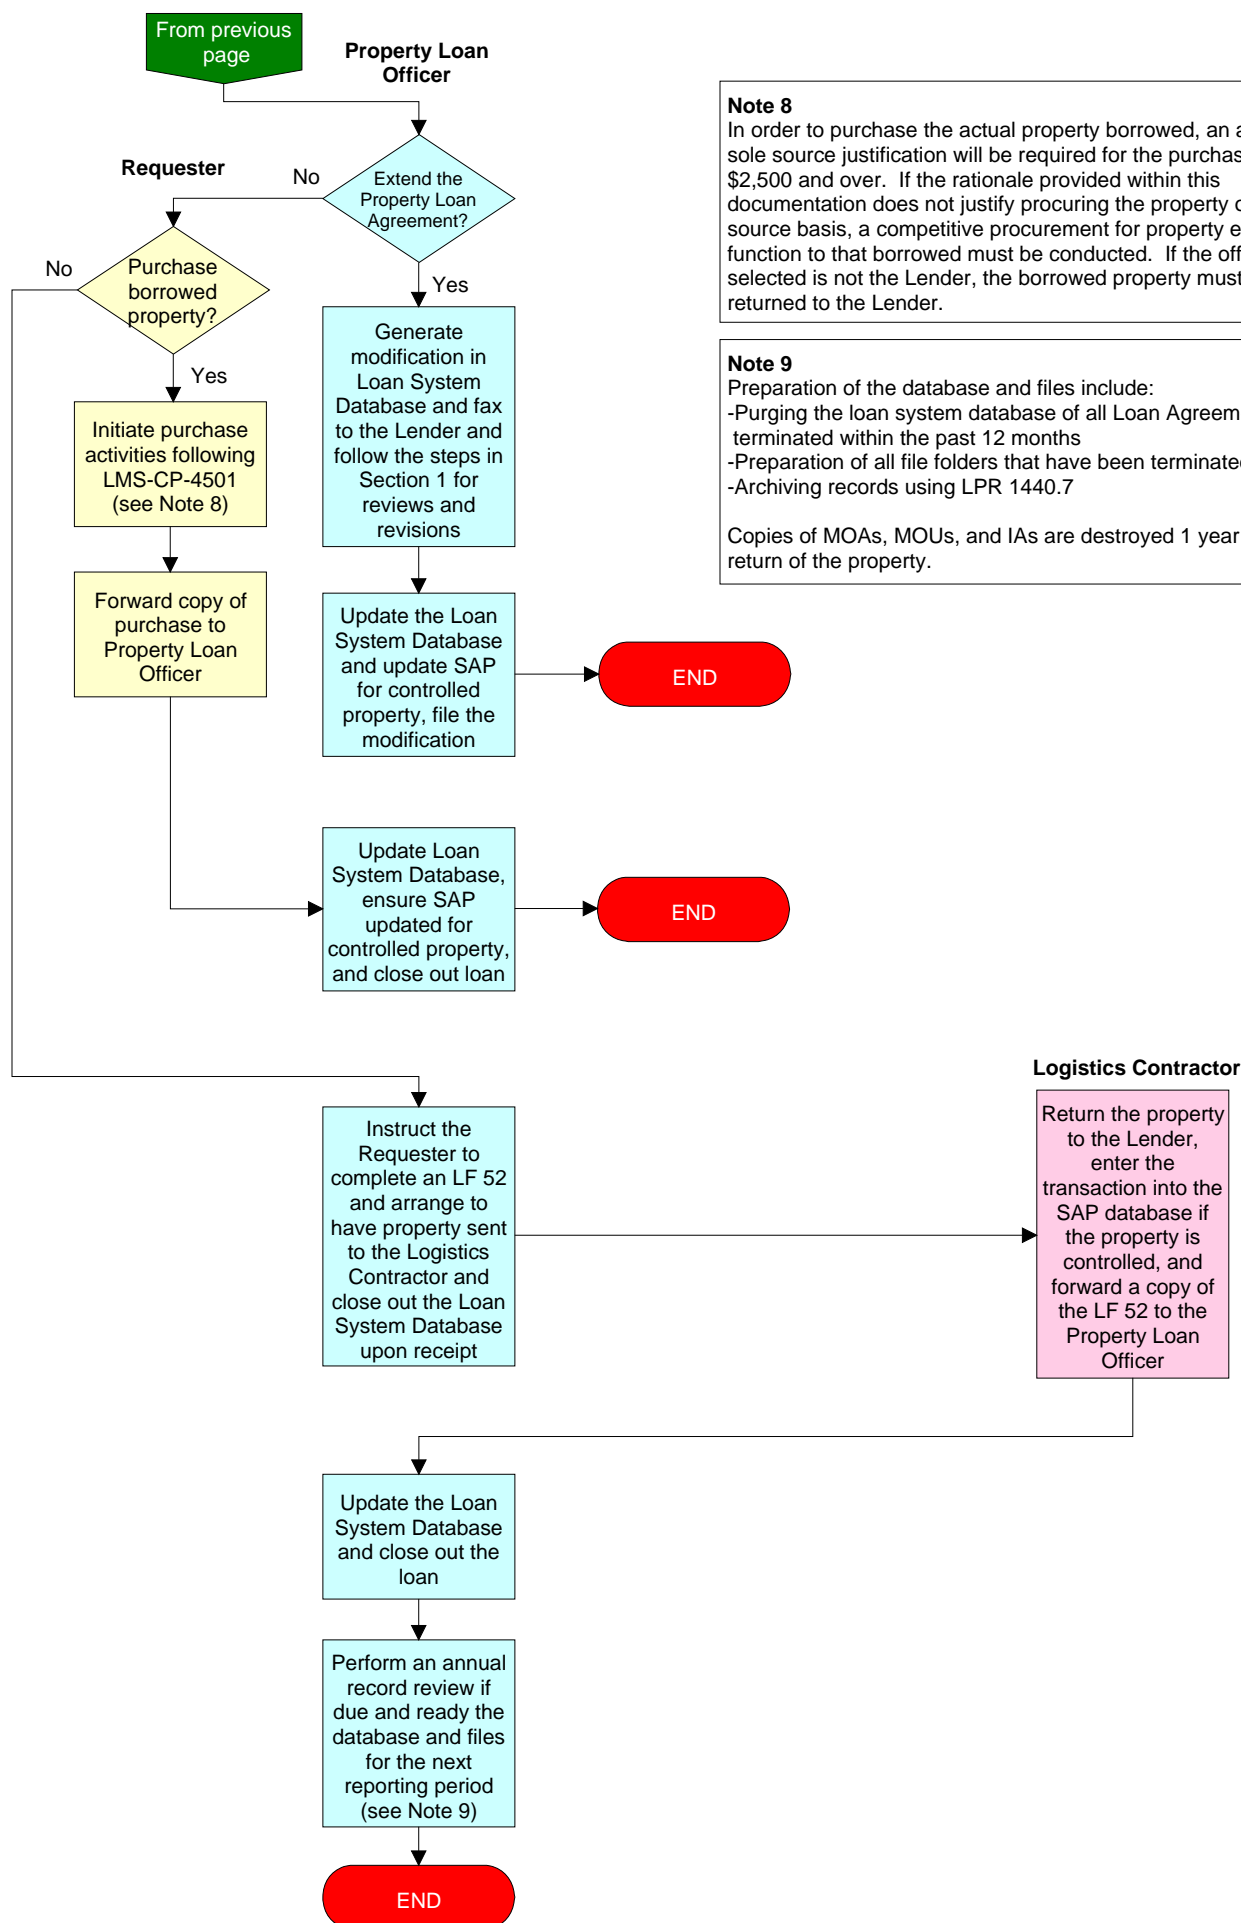 From previous
page
Property Loan
Officer
Requester
No
Extend the
Property Loan
Agreement?
No
Purchase
borrowed
property?
Yes
Yes
Generate
modification in
Loan System
Database and fax
to the Lender and
follow the steps in
Section 1 for
reviews and
revisions
Initiate purchase
activities following
LMS-CP-4501
(see Note 8)
Forward copy of
purchase to
Property Loan
Officer
Update the Loan
System Database
and update SAP
for controlled
property, file the
modification
END
Update Loan
System Database,
ensure SAP
updated for
controlled property,
and close out loan
END
Note 8
In order to purchase the actual property borrowed, an
sole source justification will be required for the
$2,500 and over.  If the rationale provided within this
documentation does not justify procuring the property
source basis, a competitive procurement for property
function to that borrowed must be conducted.  If the
selected is not the Lender, the borrowed property must
returned to the Lender.
Note 9
Preparation of the database and files include:
-Purging the loan system database of all Loan
terminated within the past 12 months
-Preparation of all file folders that have been terminated
-Archiving records using LPR 1440.7
Copies of MOAs, MOUs, and IAs are destroyed 1 year
return of the property.
Instruct the
Requester to
complete an LF 52
and arrange to
have property sent
to the Logistics
Contractor and
close out the Loan
System Database
upon receipt
Logistics Contractor
Return the property
to the Lender,
enter the
transaction into the
SAP database if
the property is
controlled, and
forward a copy of
the LF 52 to the
Property Loan
Officer
Update the Loan
System Database
and close out the
loan
Perform an annual
record review if
due and ready the
database and files
for the next
reporting period
(see Note 9)
END